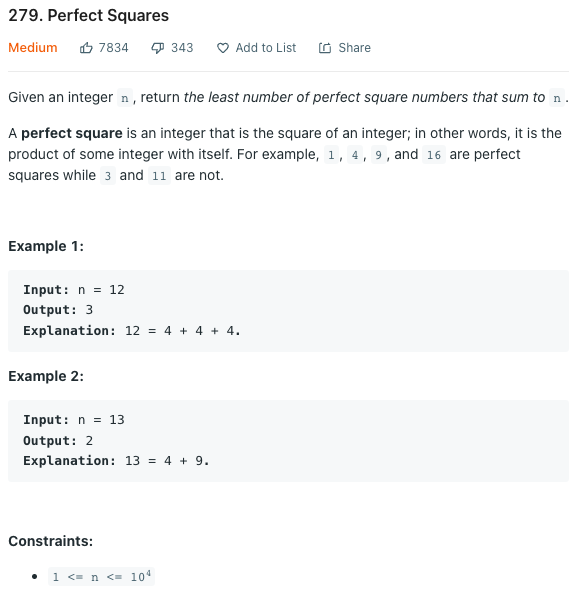 279. Perfect Squares
Medium 7834 343 Add to List Share
Given an integer n, return the least number of perfect square numbers that sum to n.
A perfect square is an integer that is the square of an integer; in other words, it is the
product of some integer with itself. For example, 1, 4, 9, and 16 are perfect
squares while 3 and 11 are not.
Example 1:
Input: n = 12
Output: 3
Explanation: 12 = 4 + 4 + 4.
Example 2:
Input: n = 13
Output: 2
Explanation: 13 = 4 + 9.
Constraints:
• 1 <= n <= 10⁴